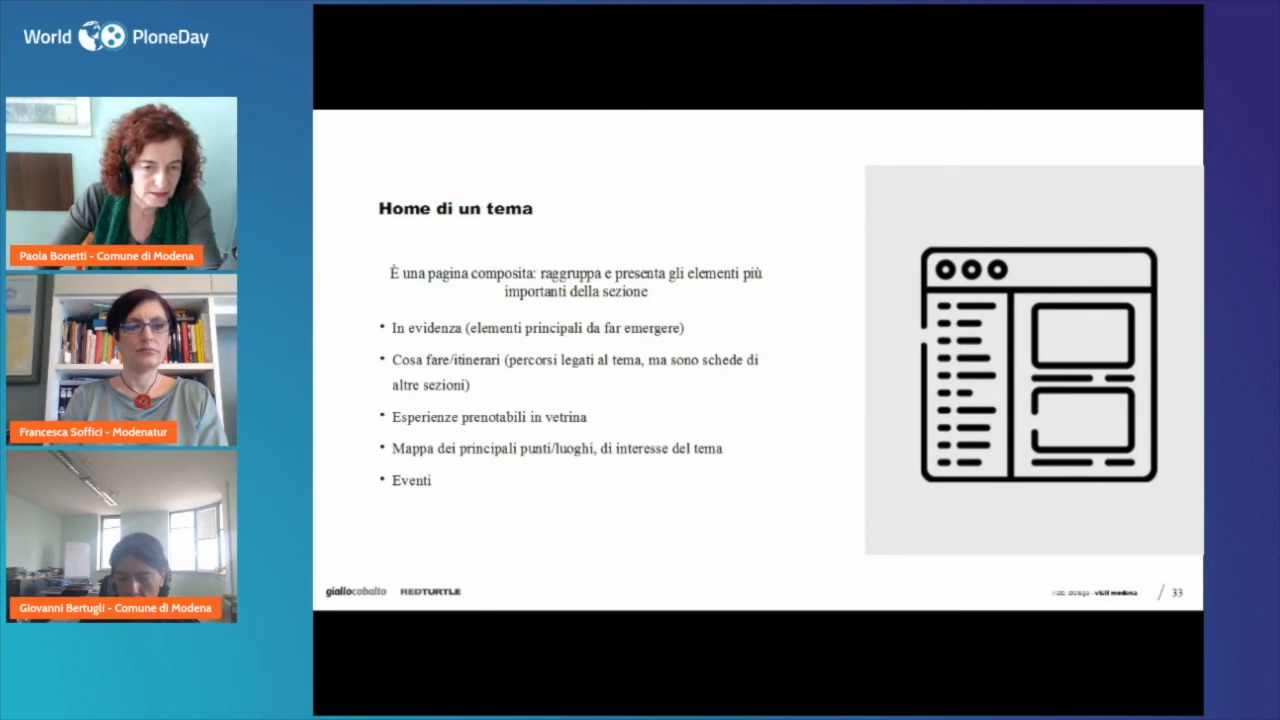 World PloneDay
Paola Bonetti - Comune di Modena
Francesca Soffici - Modenatur
Giovanni Bertugli - Comune di Modena
Home di un tema
È una pagina composita: raggruppa e presenta gli elementi più
importanti della sezione
• In evidenza (elementi principali da far emergere)
• Cosa fare/itinerari (percorsi legati al tema, ma sono schede di
altre sezioni)
• Esperienze prenotabili in vetrina
• Mappa dei principali punti/luoghi, di interesse del tema
• Eventi
giallocobalto REDTURTLE
- visit modena / 33